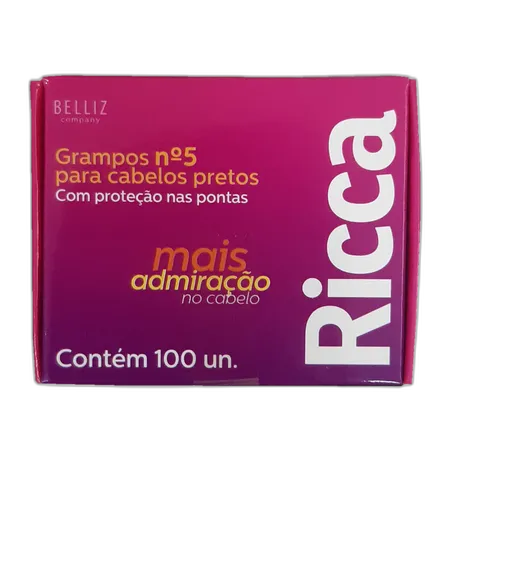 BELLIZ
company
Grampos nº5
para cabelos pretos
Com proteção nas pontas
mais
admiração
no cabelo
Contém 100 un.
Ricca